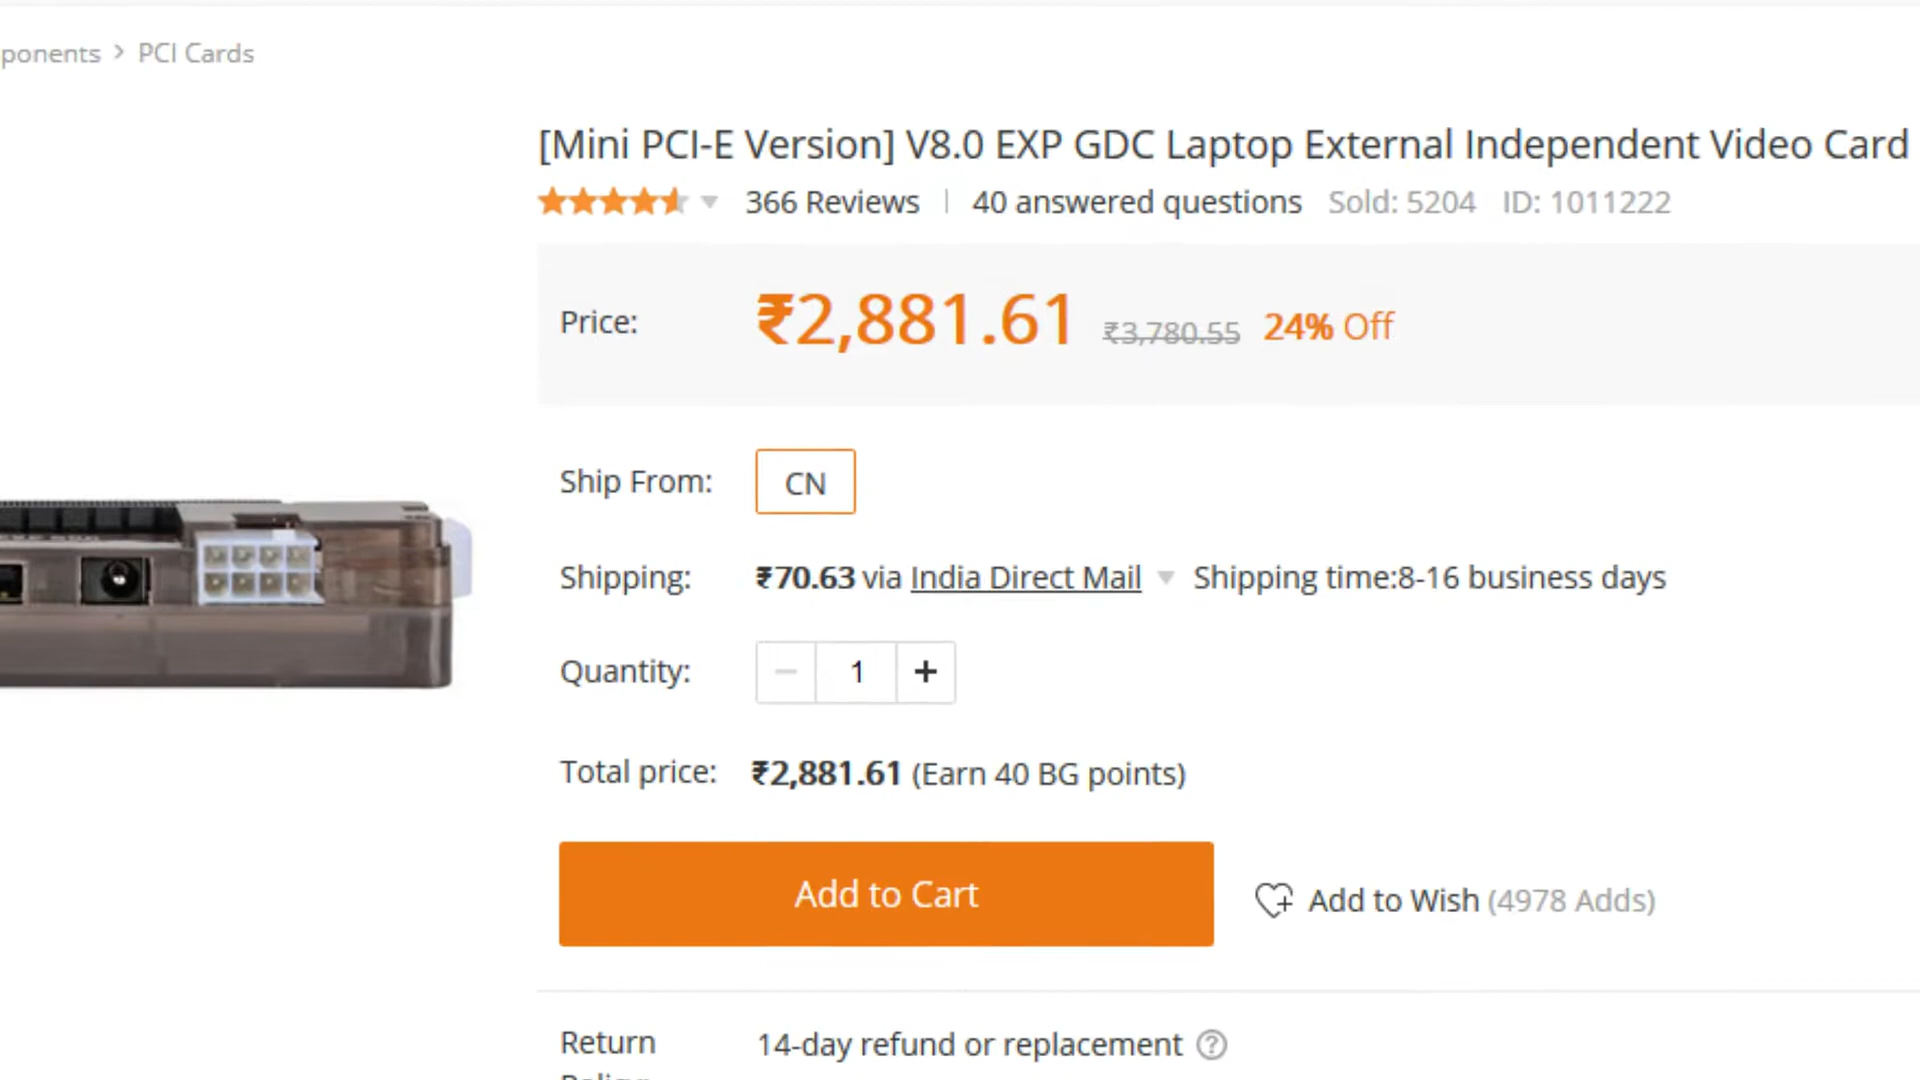 ponents > PCI Cards
[Mini PCI-E Version] V8.0 EXP GDC Laptop External Independent Video Card
366 Reviews | 40 answered questions Sold: 5204 ID: 1011222
Price: ₹2,881.61 ₹3,780.55 24% Off
Ship From: CN
Shipping: ₹70.63 via India Direct Mail Shipping time:8-16 business days
Quantity: − 1 +
Total price: ₹2,881.61 (Earn 40 BG points)
Add to Cart
Add to Wish (4978 Adds)
Return 14-day refund or replacement ?